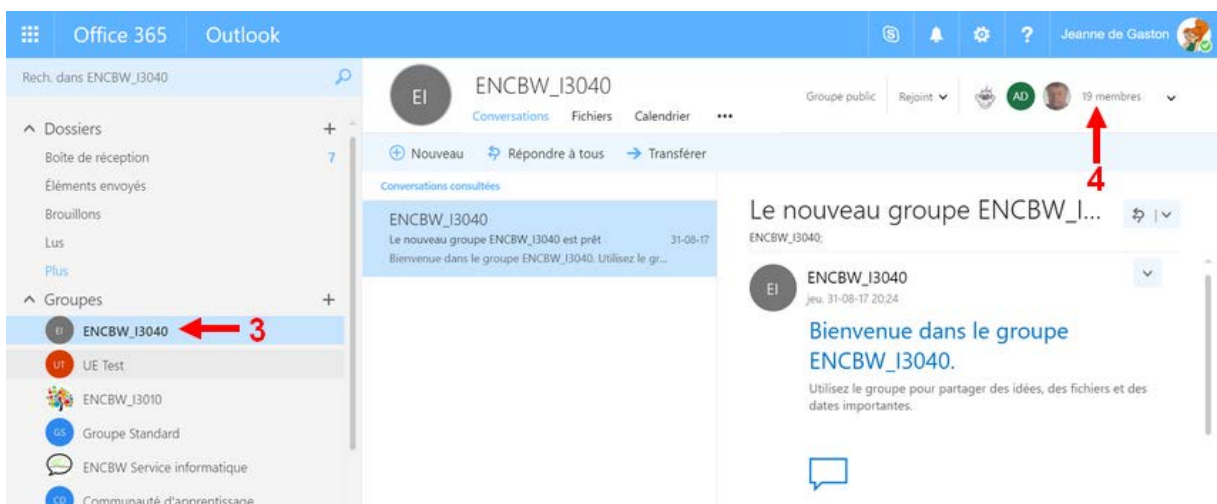 Office 365 Outlook
Jeanne de Gaston
Rech. dans ENCBW_I3040
Dossiers
Boîte de réception 7
Éléments envoyés
Brouillons
Lus
Plus
Groupes
EI ENCBW_I3040 3
UT UE Test
ENCBW_I3010
GS Groupe Standard
ENCBW Service informatique
CD Communauté d'apprentissage
EI ENCBW_I3040
Conversations Fichiers Calendrier •••
Groupe public Rejoint AD 19 membres
4
Nouveau Répondre à tous Transférer
Conversations consultées
ENCBW_I3040
Le nouveau groupe ENCBW_I3040 est prêt 31-08-17
Bienvenue dans le groupe ENCBW_I3040. Utilisez le gr...
Le nouveau groupe ENCBW_I...
ENCBW_I3040;
EI ENCBW_I3040
jeu. 31-08-17 20:24
Bienvenue dans le groupe
ENCBW_I3040.
Utilisez le groupe pour partager des idées, des fichiers et des
dates importantes.